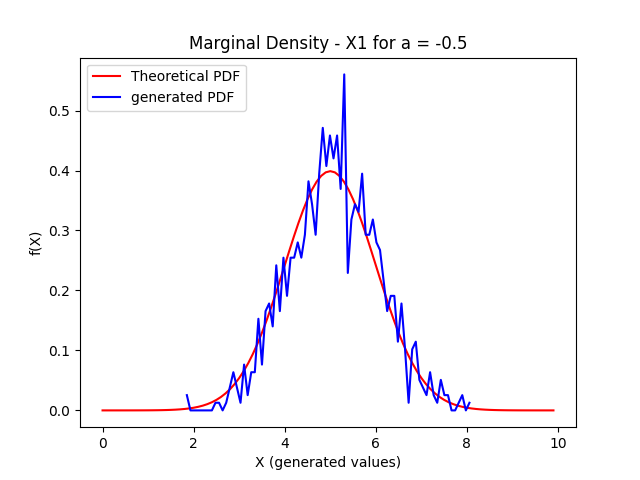 Marginal Density - X1 for a = -0.5
Theoretical PDF
generated PDF
f(X)
0.5
0.4
0.3
0.2
0.1
0.0
0 2 4 6 8 10
X (generated values)